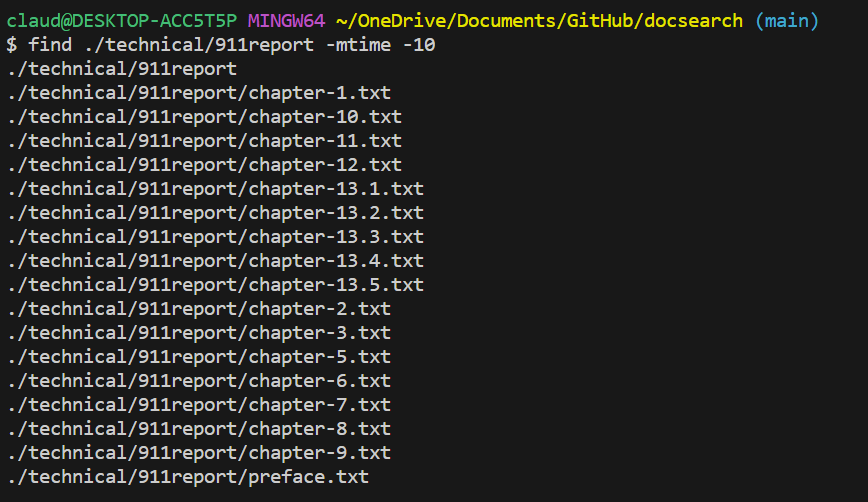 claud@DESKTOP-ACC5T5P MINGW64 ~/OneDrive/Documents/GitHub/docsearch (main)
$ find ./technical/911report -mtime -10
./technical/911report
./technical/911report/chapter-1.txt
./technical/911report/chapter-10.txt
./technical/911report/chapter-11.txt
./technical/911report/chapter-12.txt
./technical/911report/chapter-13.1.txt
./technical/911report/chapter-13.2.txt
./technical/911report/chapter-13.3.txt
./technical/911report/chapter-13.4.txt
./technical/911report/chapter-13.5.txt
./technical/911report/chapter-2.txt
./technical/911report/chapter-3.txt
./technical/911report/chapter-5.txt
./technical/911report/chapter-6.txt
./technical/911report/chapter-7.txt
./technical/911report/chapter-8.txt
./technical/911report/chapter-9.txt
./technical/911report/preface.txt